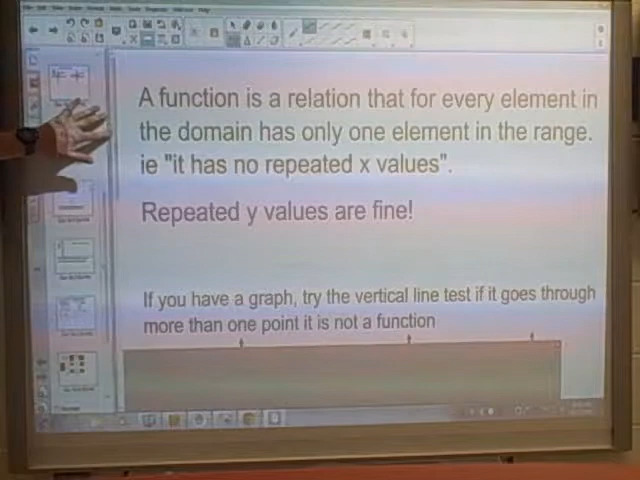 A function is a relation that for every element in
the domain has only one element in the range.
ie "it has no repeated x values".
Repeated y values are fine!
If you have a graph, try the vertical line test if it goes through
more than one point it is not a function